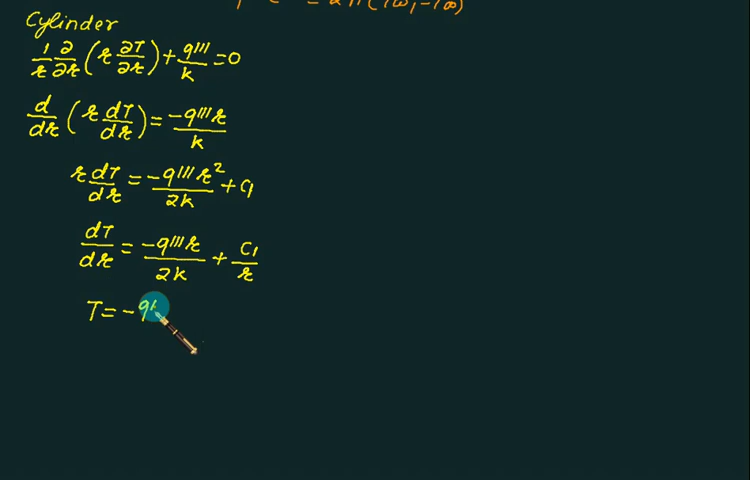 Cylinder
1/r ∂/∂r (r ∂T/∂r) + q'''/k = 0
d/dr (r dT/dr) = -q'''r/k
r dT/dr = -q'''r²/2k + C1
dT/dr = -q'''r/2k + C1/r
T = - q'